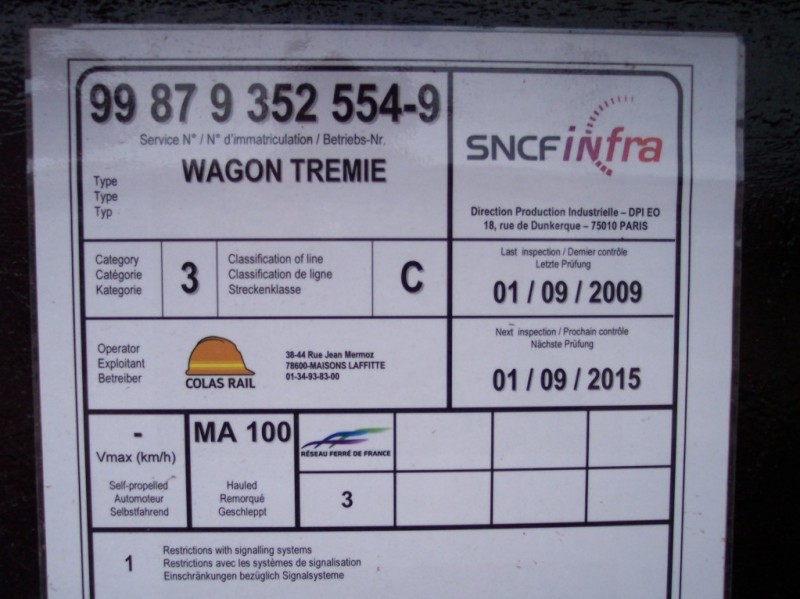 99 87 9 352 554-9
Service N° / N° d'immatriculation / Betriebs-Nr.
Type
Type
Typ
WAGON TREMIE
SNCF infra
Direction Production Industrielle – DPI EO
18, rue de Dunkerque – 75010 PARIS
Category
Catégorie
Kategorie
3
Classification of line
Classification de ligne
Streckenklasse
C
Last inspection / Dernier contrôle
Letzte Prüfung
01 / 09 / 2009
Operator
Exploitant
Betreiber
COLAS RAIL
38-44 Rue Jean Mermoz
78600-MAISONS LAFFITTE
01-34-93-83-00
Next inspection / Prochain contrôle
Nächste Prüfung
01 / 09 / 2015
-
Vmax (km/h)
Self-propelled
Automoteur
Selbstfahrend
MA 100
Hauled
Remorqué
Geschleppt
RÉSEAU FERRÉ DE FRANCE
3
1
Restrictions with signalling systems
Restrictions avec les systèmes de signalisation
Einschränkungen bezüglich Signalsysteme